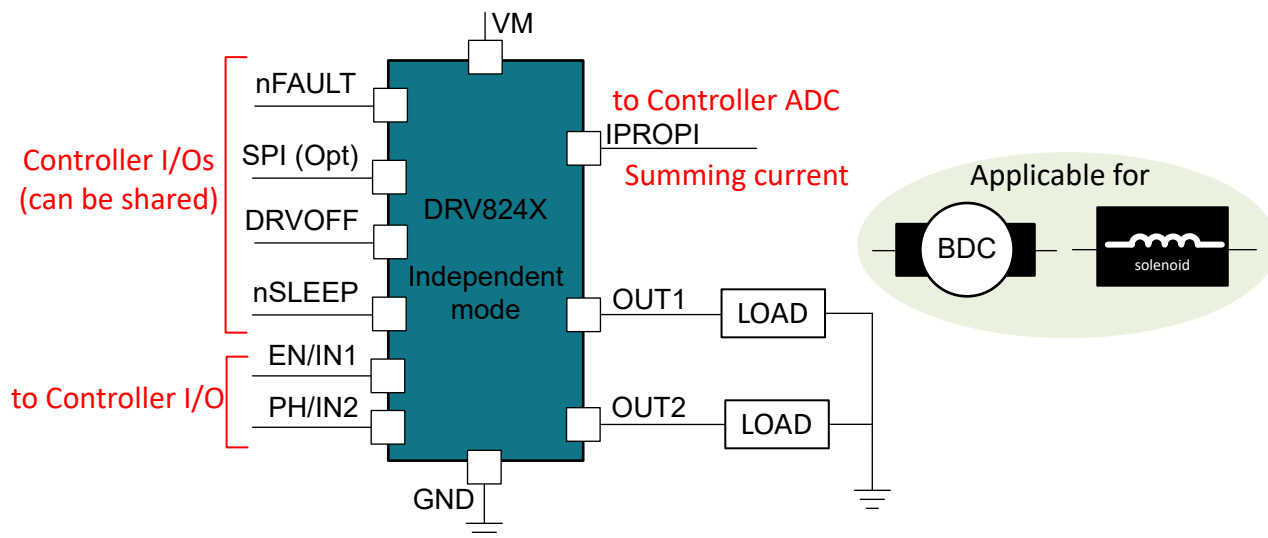 VM
nFAULT
SPI (Opt)
DRVOFF
nSLEEP
Controller I/Os
(can be shared)
EN/IN1
PH/IN2
to Controller I/O
GND
DRV824X
Independent
mode
to Controller ADC
IPROPI
Summing current
OUT1
LOAD
OUT2
LOAD
Applicable for
BDC
solenoid